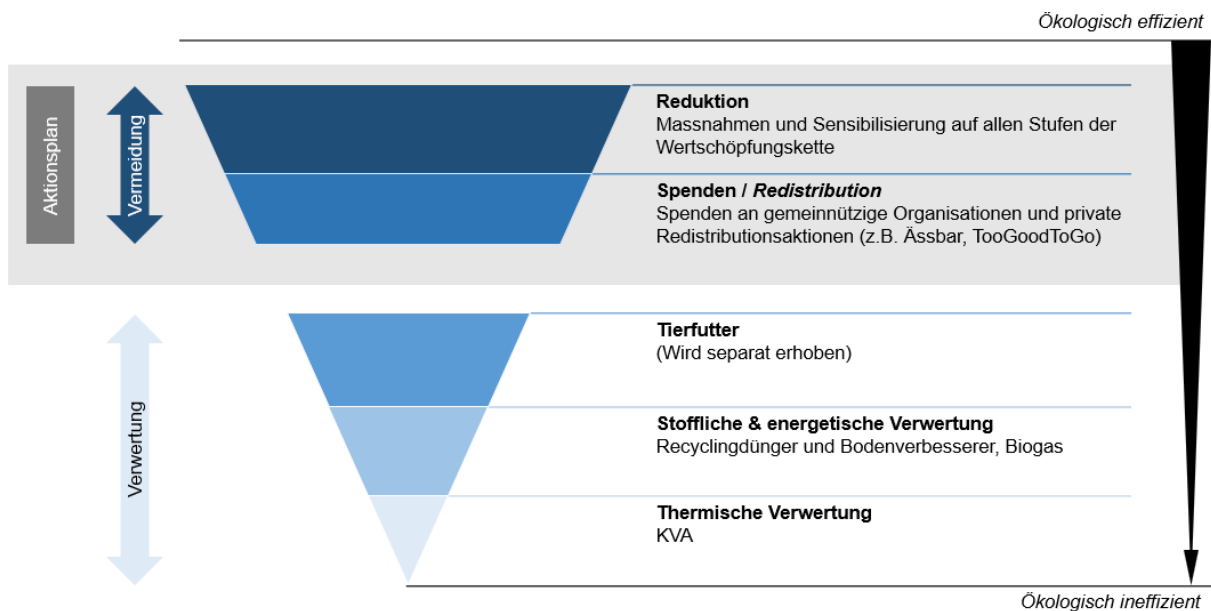 Ökologisch effizient
Aktionsplan
Vermeidung
Reduktion
Massnahmen und Sensibilisierung auf allen Stufen der
Wertschöpfungskette
Spenden / Redistribution
Spenden an gemeinnützige Organisationen und private
Redistributionsaktionen (z.B. Ässbar, TooGoodToGo)
Verwertung
Tierfutter
(Wird separat erhoben)
Stoffliche & energetische Verwertung
Recyclingdünger und Bodenverbesserer, Biogas
Thermische Verwertung
KVA
Ökologisch ineffizient